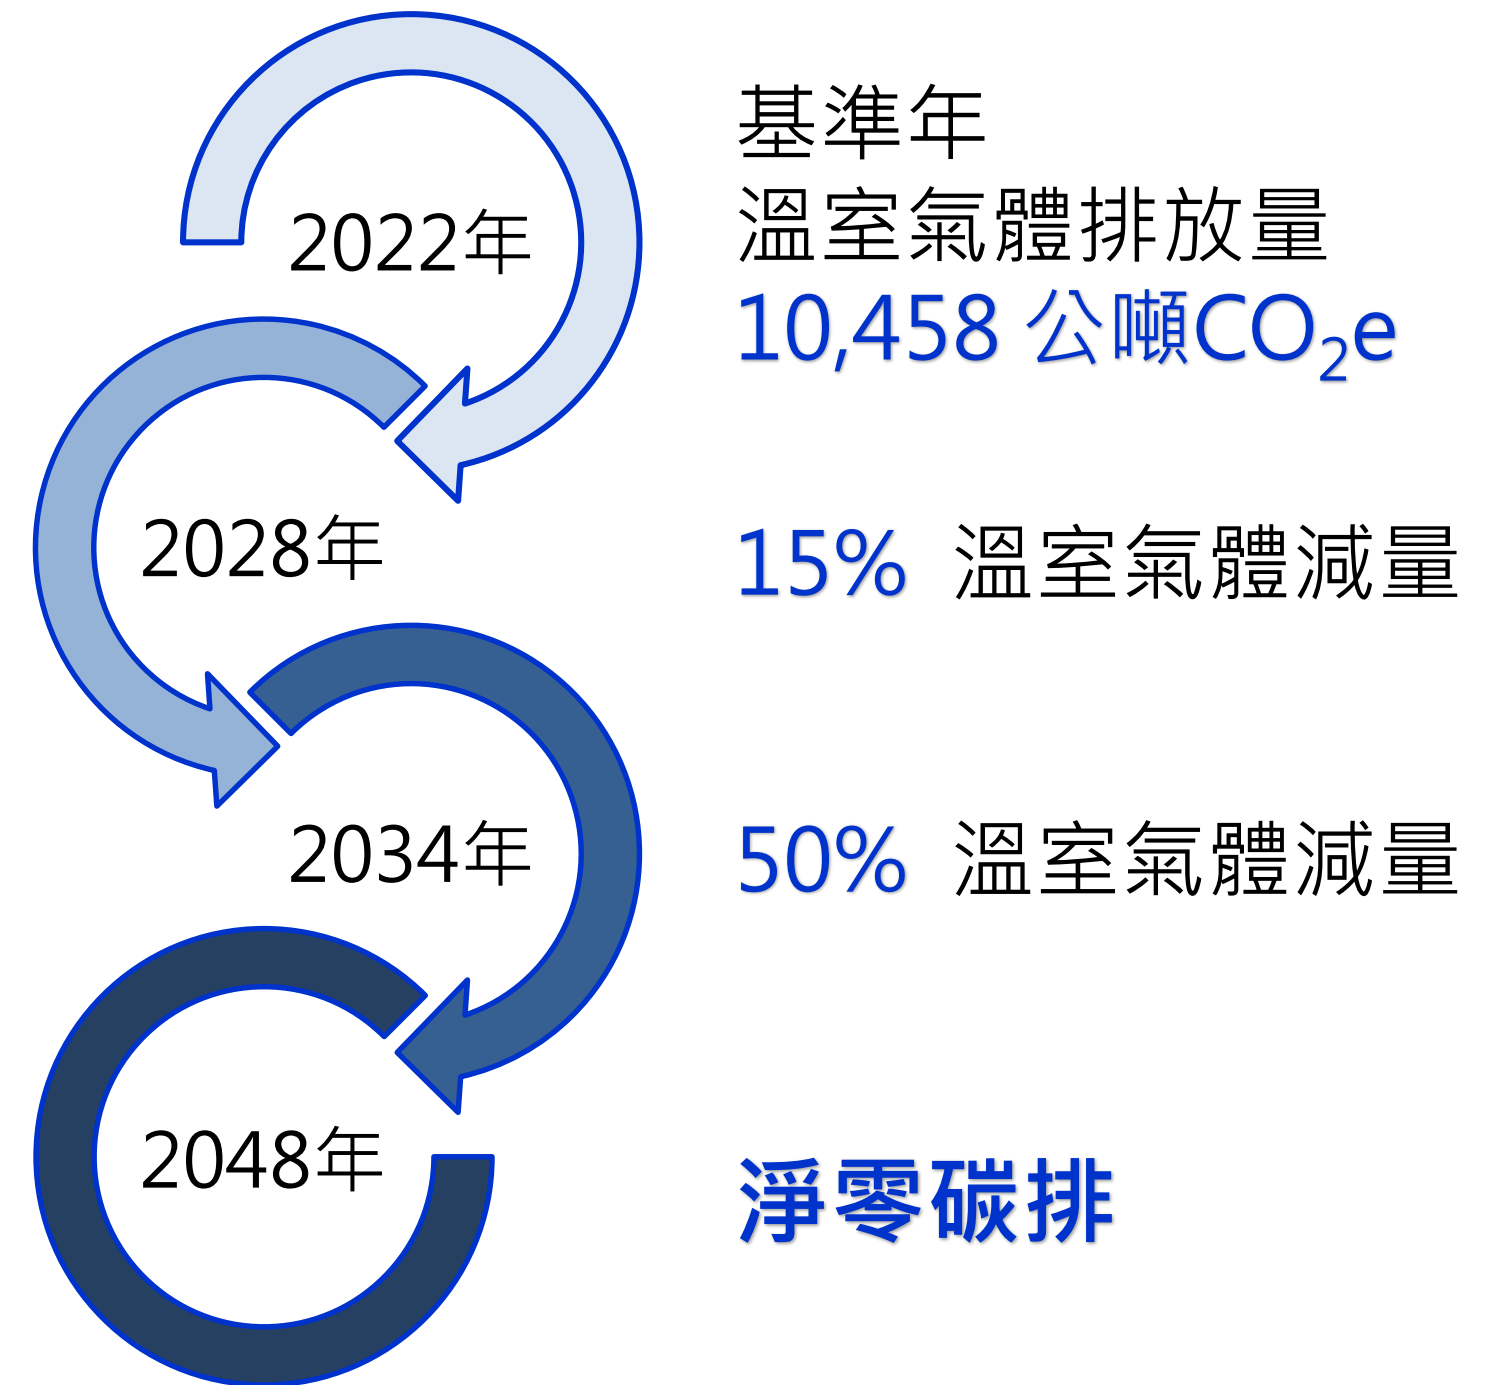 2022年
基準年
溫室氣體排放量
10,458 公噸CO₂e
2028年
15% 溫室氣體減量
2034年
50% 溫室氣體減量
2048年
淨零碳排